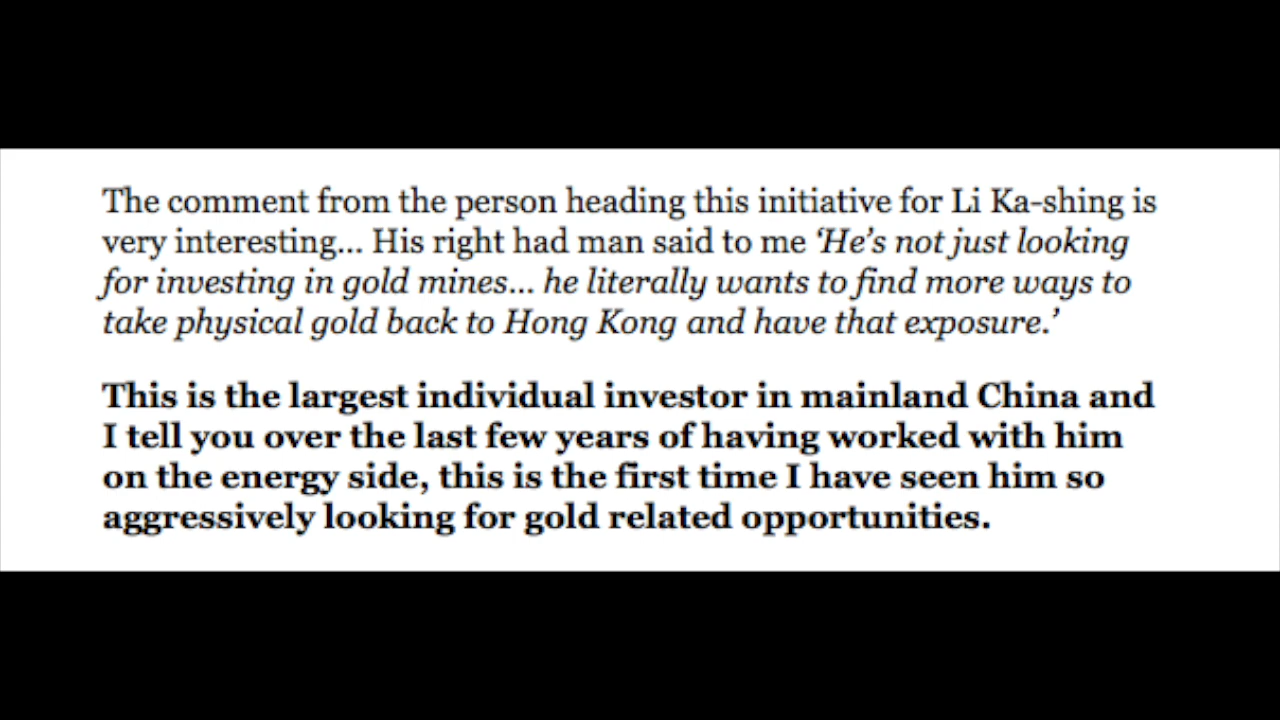 The comment from the person heading this initiative for Li Ka-shing is
very interesting... His right had man said to me ‘He’s not just looking
for investing in gold mines... he literally wants to find more ways to
take physical gold back to Hong Kong and have that exposure.’
This is the largest individual investor in mainland China and
I tell you over the last few years of having worked with him
on the energy side, this is the first time I have seen him so
aggressively looking for gold related opportunities.